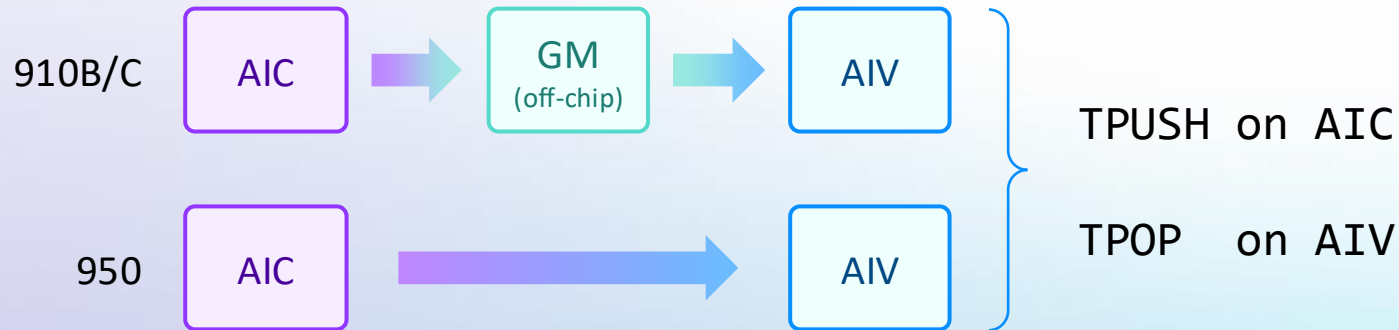 910B/C AIC GM AIV
(off-chip)
TPUSH on AIC
950 AIC AIV
TPOP  on AIV